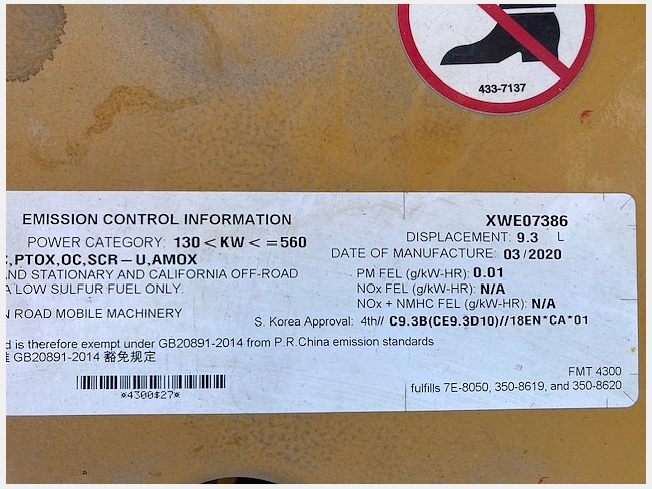 433-7137
EMISSION CONTROL INFORMATION XWE07386
POWER CATEGORY: 130 < KW < = 560 DISPLACEMENT: 9.3 L
,PTOX,OC,SCR-U,AMOX DATE OF MANUFACTURE: 03/2020
AND STATIONARY AND CALIFORNIA OFF-ROAD PM FEL (g/kW-HR): 0.01
A LOW SULFUR FUEL ONLY. NOx FEL (g/kW-HR): N/A
NOx + NMHC FEL (g/kW-HR): N/A
N ROAD MOBILE MACHINERY
S. Korea Approval: 4th// C9.3B(CE9.3D10)//18EN*CA*01
d is therefore exempt under GB20891-2014 from P.R.China emission standards
GB20891-2014 豁免规定
*4300$27*
FMT 4300
fulfills 7E-8050, 350-8619, and 350-8620